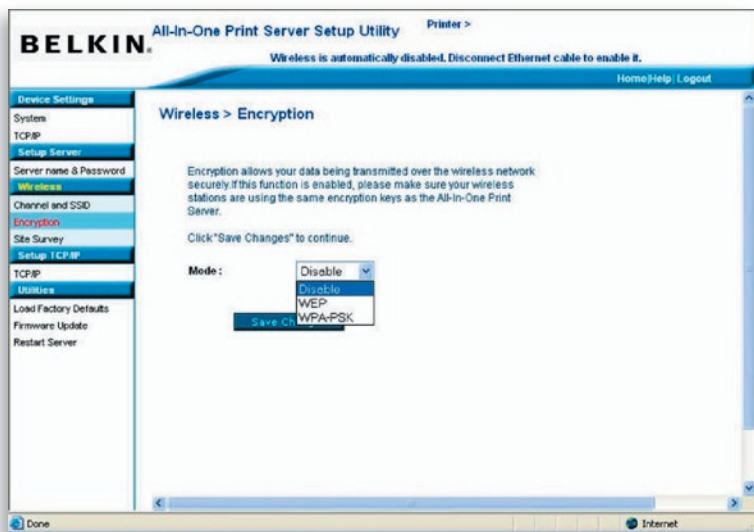 BELKIN.
All-In-One Print Server Setup Utility
Printer >
Wireless is automatically disabled. Disconnect Ethernet cable to enable it.
Home|Help| Logout
Device Settings
System
TCP/IP
Setup Server
Server name & Password
Wireless
Channel and SSID
Encryption
Site Survey
Setup TCP/IP
TCP/IP
Utilities
Load Factory Defaults
Firmware Update
Restart Server
Wireless > Encryption
Encryption allows your data being transmitted over the wireless network
securely.If this function is enabled, please make sure your wireless
stations are using the same encryption keys as the All-In-One Print
Server.
Click "Save Changes" to continue.
Mode :
Disable
Disable
WEP
WPA-PSK
Save Ch
Done
Internet